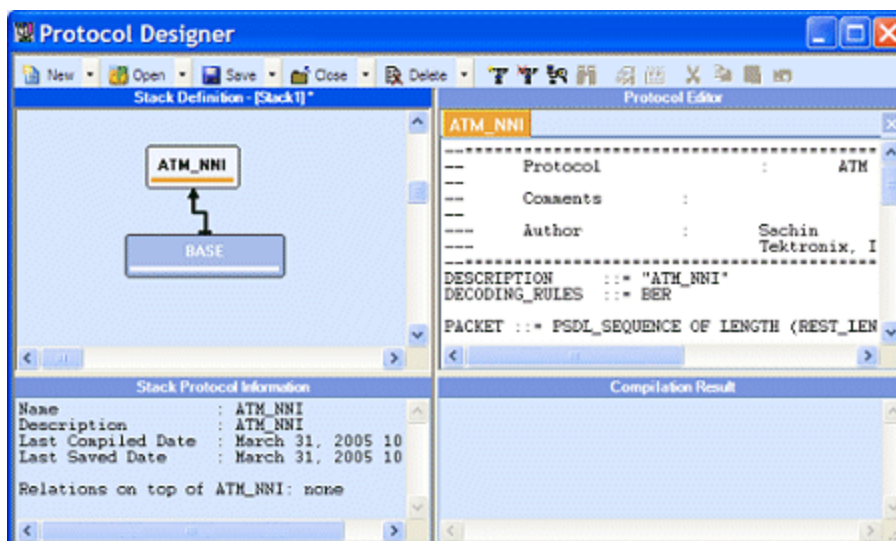 Protocol Designer
New Open Save Close Delete
Stack Definition - [Stack1] *
ATM_NNI
BASE
Protocol Editor
ATM_NNI
--*********************************************
-- Protocol : ATM
--
-- Comments :
--
--- Author : Sachin
--- Tektronix, I
--*********************************************
DESCRIPTION ::= "ATM_NNI"
DECODING_RULES ::= BER
PACKET ::= PSDL_SEQUENCE OF LENGTH (REST_LEN
Stack Protocol Information
Name : ATM_NNI
Description : ATM_NNI
Last Compiled Date : March 31, 2005 10
Last Saved Date : March 31, 2005 10
Relations on top of ATM_NNI: none
Compilation Result